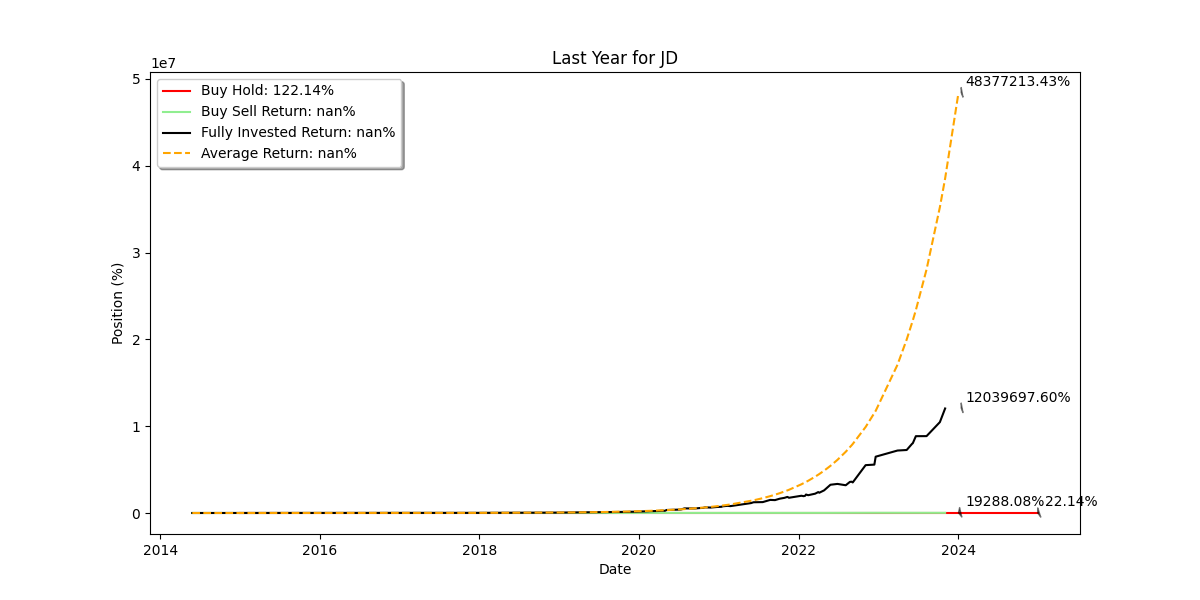 Last Year for JD
1e7
Buy Hold: 122.14%
Buy Sell Return: nan%
Fully Invested Return: nan%
Average Return: nan%
48377213.43%
12039697.60%
19288.08%22.14%
5
4
3
2
1
0
Position (%)
2014
2016
2018
2020
2022
2024
Date